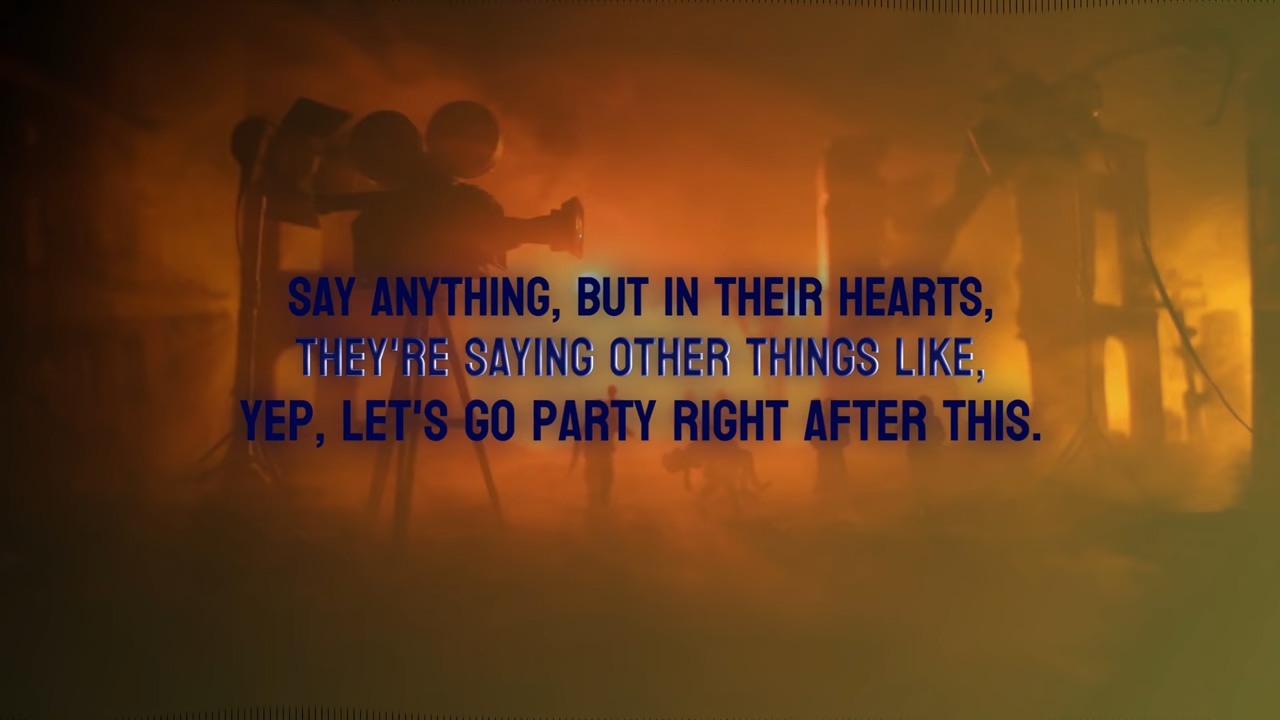 SAY ANYTHING, BUT IN THEIR HEARTS,
THEY'RE SAYING OTHER THINGS LIKE,
YEP, LET'S GO PARTY RIGHT AFTER THIS.